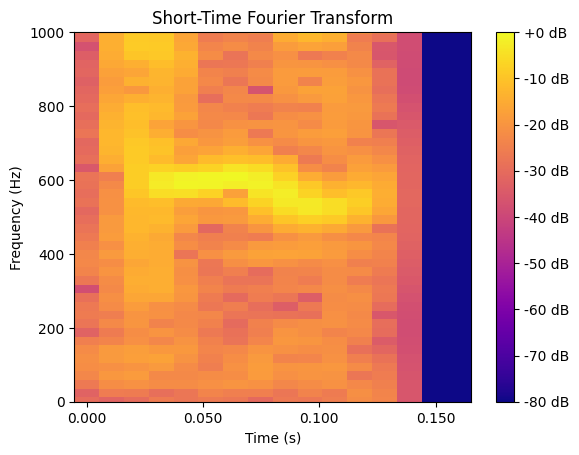 Short-Time Fourier Transform
Frequency (Hz)
1000
800
600
400
200
0
0.000
0.050
0.100
0.150
Time (s)
+0 dB
-10 dB
-20 dB
-30 dB
-40 dB
-50 dB
-60 dB
-70 dB
-80 dB